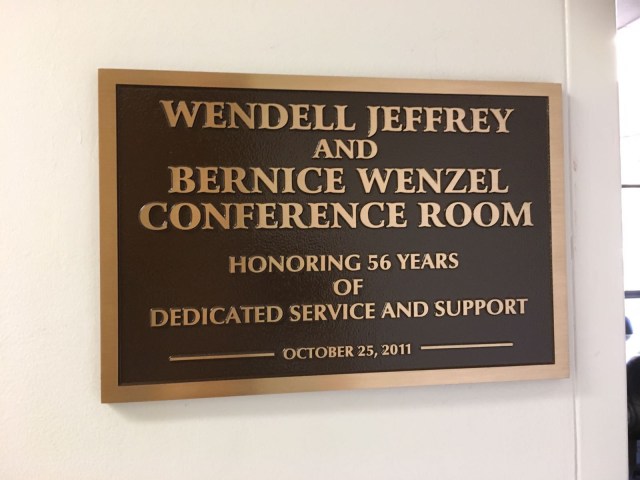 WENDELL JEFFREY
AND
BERNICE WENZEL
CONFERENCE ROOM
HONORING 56 YEARS
OF
DEDICATED SERVICE AND SUPPORT
OCTOBER 25, 2011